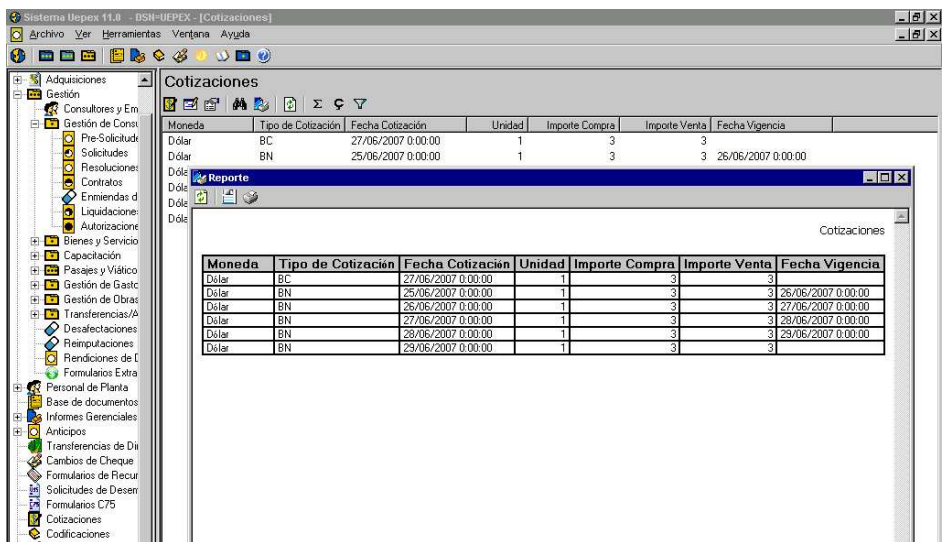 Sistema Uepex 11.0 - DSN=UEPEX - [Cotizaciones]
Archivo Ver Herramientas Ventana Ayuda
Adquisiciones
Gestión
Consultores y Em
Gestión de Consu
Pre-Solicitude
Solicitudes
Resoluciones
Contratos
Enmiendas d
Liquidacione
Autorizacione
Bienes y Servicio
Capacitación
Pasajes y Viático
Gestión de Gasto
Gestión de Obras
Transferencias/A
Desafectaciones
Reimputaciones
Rendiciones de D
Formularios Extra
Personal de Planta
Base de documentos
Informes Gerenciales
Anticipos
Transferencias de Din
Cambios de Cheque
Formularios de Recur
Solicitudes de Desem
Formularios C75
Cotizaciones
Codificaciones
Cotizaciones
Moneda Tipo de Cotización Fecha Cotización Unidad Importe Compra Importe Venta Fecha Vigencia
Dólar BC 27/06/2007 0:00:00 1 3 3
Dólar BN 25/06/2007 0:00:00 1 3 3 26/06/2007 0:00:00
Dóla
Dóla
Dóla
Dóla
Reporte
Cotizaciones
Moneda Tipo de Cotización Fecha Cotización Unidad Importe Compra Importe Venta Fecha Vigencia
Dólar BC 27/06/2007 0:00:00 1 3 3
Dólar BN 25/06/2007 0:00:00 1 3 3 26/06/2007 0:00:00
Dólar BN 26/06/2007 0:00:00 1 3 3 27/06/2007 0:00:00
Dólar BN 27/06/2007 0:00:00 1 3 3 28/06/2007 0:00:00
Dólar BN 28/06/2007 0:00:00 1 3 3 29/06/2007 0:00:00
Dólar BN 29/06/2007 0:00:00 1 3 3